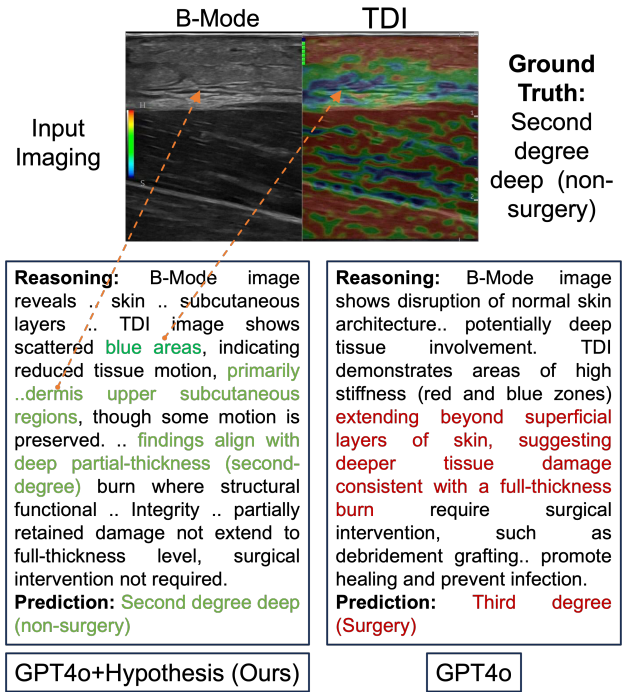 B-Mode
TDI
Input
Imaging
H
S
Ground
Truth:
Second
degree
deep (non-
surgery)
Reasoning: B-Mode image
reveals .. skin .. subcutaneous
layers .. TDI image shows
scattered blue areas, indicating
reduced tissue motion, primarily
..dermis upper subcutaneous
regions, though some motion is
preserved. .. findings align with
deep partial-thickness (second-
degree) burn where structural
functional .. Integrity .. partially
retained damage not extend to
full-thickness level, surgical
intervention not required.
Prediction: Second degree deep
(non-surgery)
GPT4o+Hypothesis (Ours)
Reasoning: B-Mode image
shows disruption of normal skin
architecture.. potentially deep
tissue involvement. TDI
demonstrates areas of high
stiffness (red and blue zones)
extending beyond superficial
layers of skin, suggesting
deeper tissue damage
consistent with a full-thickness
burn require surgical
intervention, such as
debridement grafting.. promote
healing and prevent infection.
Prediction: Third degree
(Surgery)
GPT4o